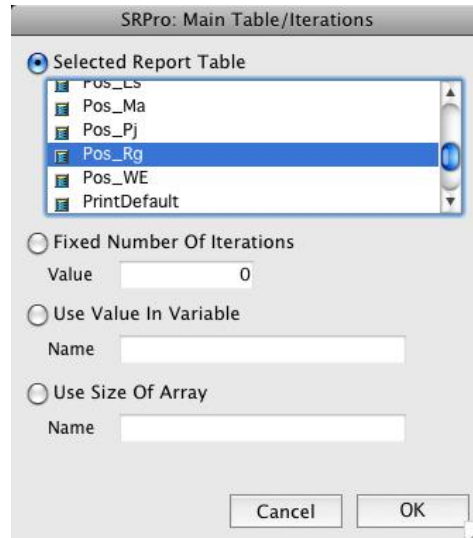 SRPro: Main Table/Iterations
Selected Report Table
Pos_Ls
Pos_Ma
Pos_Pj
Pos_Rg
Pos_WE
PrintDefault
Fixed Number Of Iterations
Value 0
Use Value In Variable
Name
Use Size Of Array
Name
Cancel OK